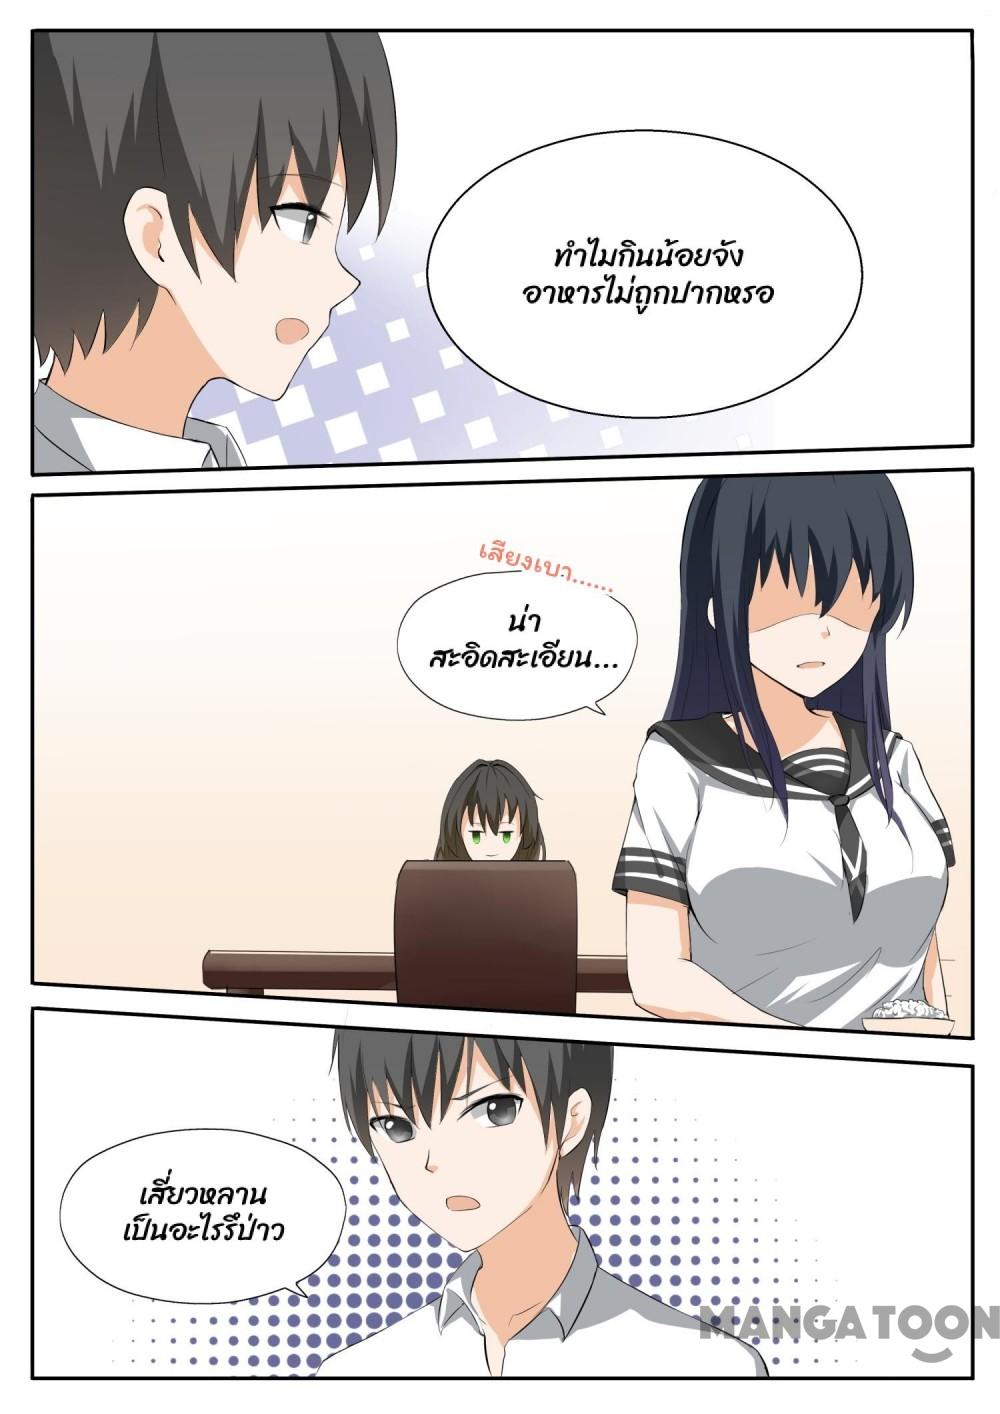 ทำไมกินน้อยจัง
อาหารไม่ถูกปากหรอ
เสียงเบา......
น่า
สะอิดสะเอียน...
เสี่ยวหลาน
เป็นอะไรรึป่าว
MANGATOON